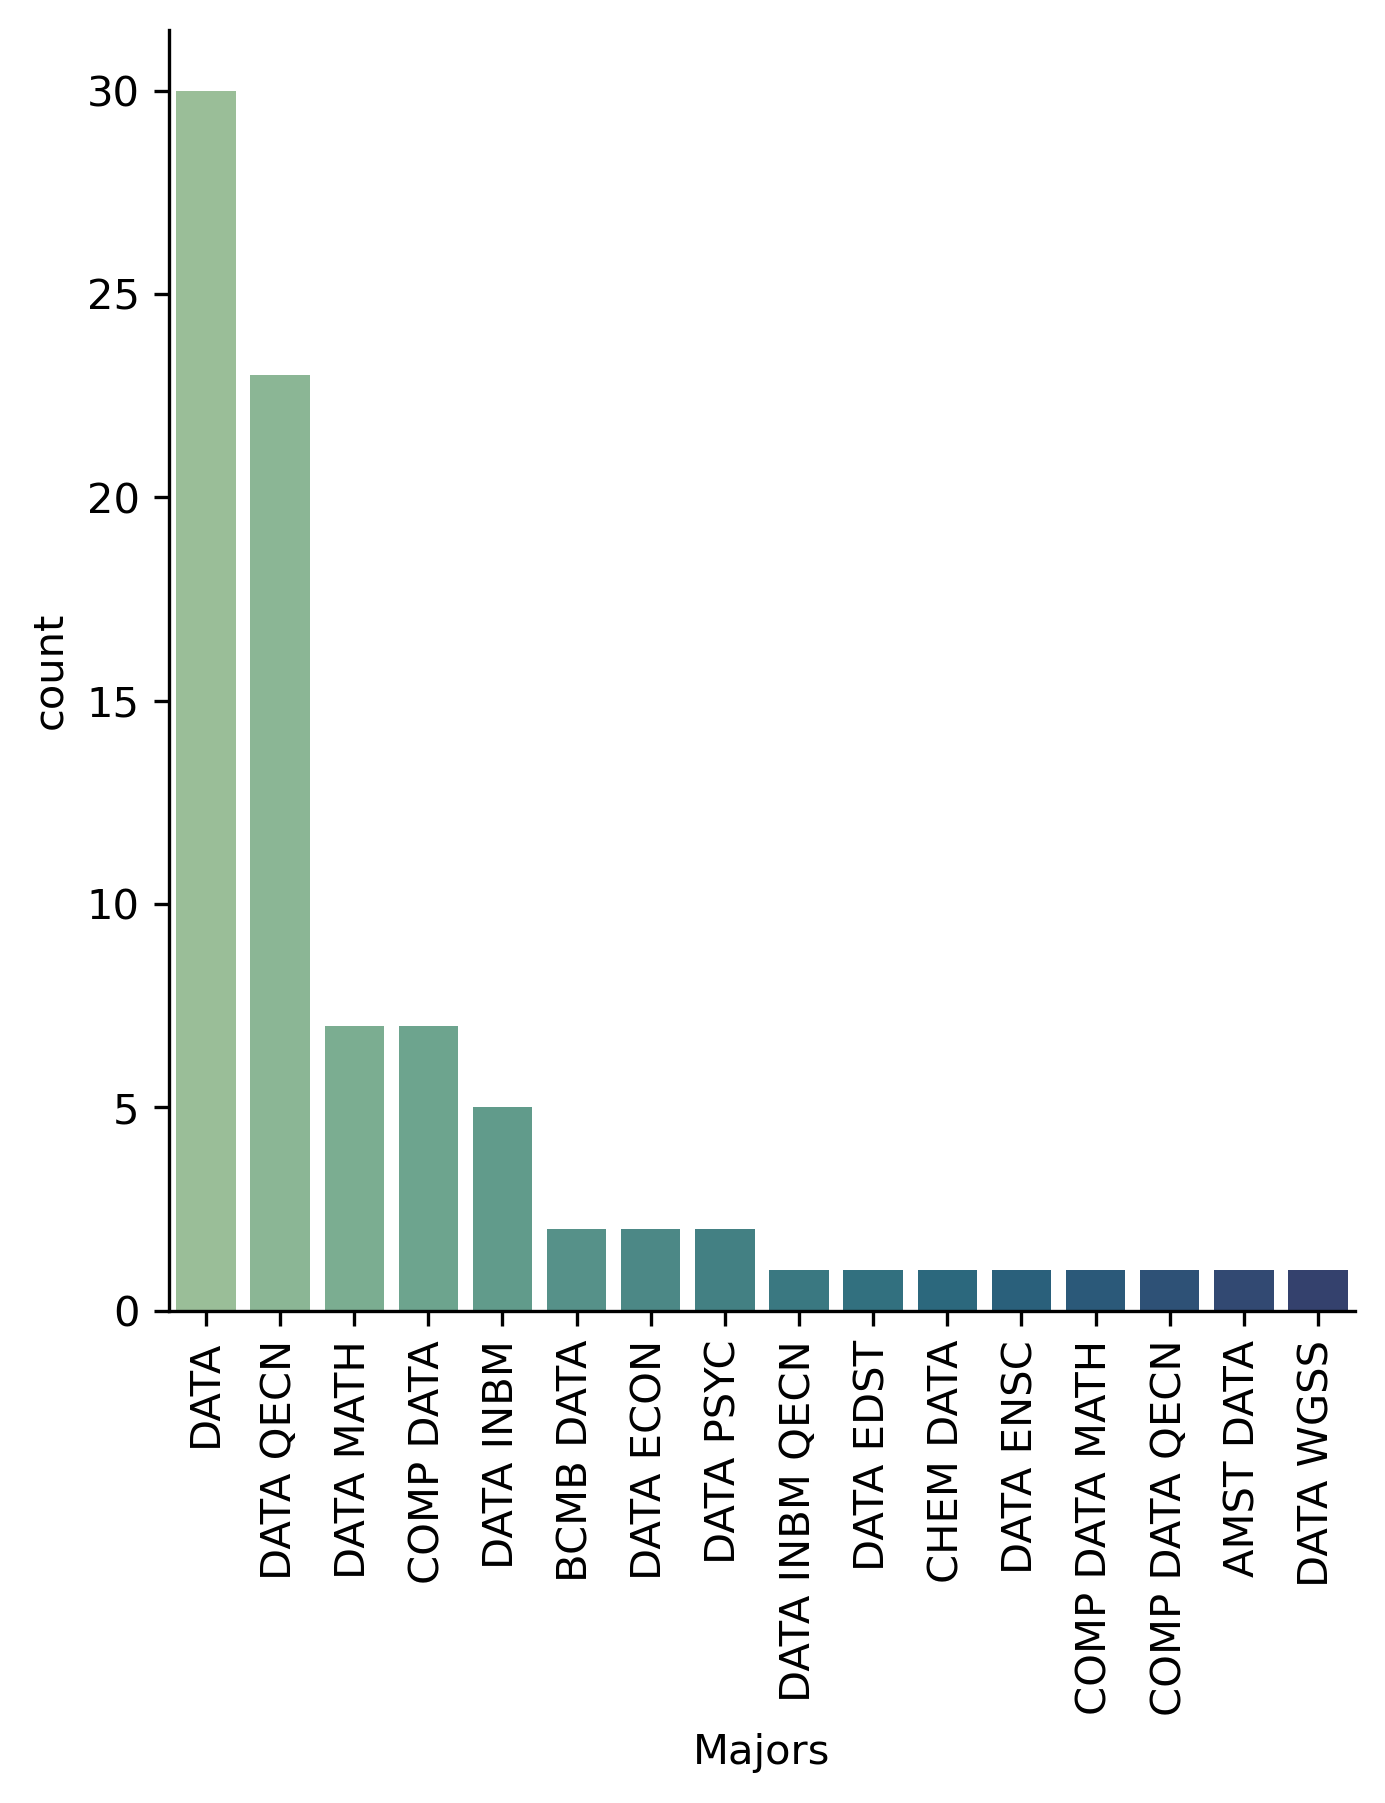 30
25
20
15
10
5
0
count
DATA
DATA QECN
DATA MATH
COMP DATA
DATA INBM
BCMB DATA
DATA ECON
DATA PSYC
DATA INBM QECN
DATA EDST
CHEM DATA
DATA ENSC
COMP DATA MATH
COMP DATA QECN
AMST DATA
DATA WGSS
Majors